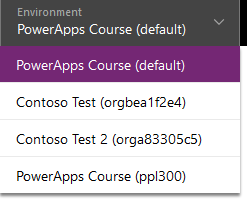 Environment
PowerApps Course (default)
PowerApps Course (default)
Contoso Test (orgbea1f2e4)
Contoso Test 2 (orga83305c5)
PowerApps Course (ppl300)